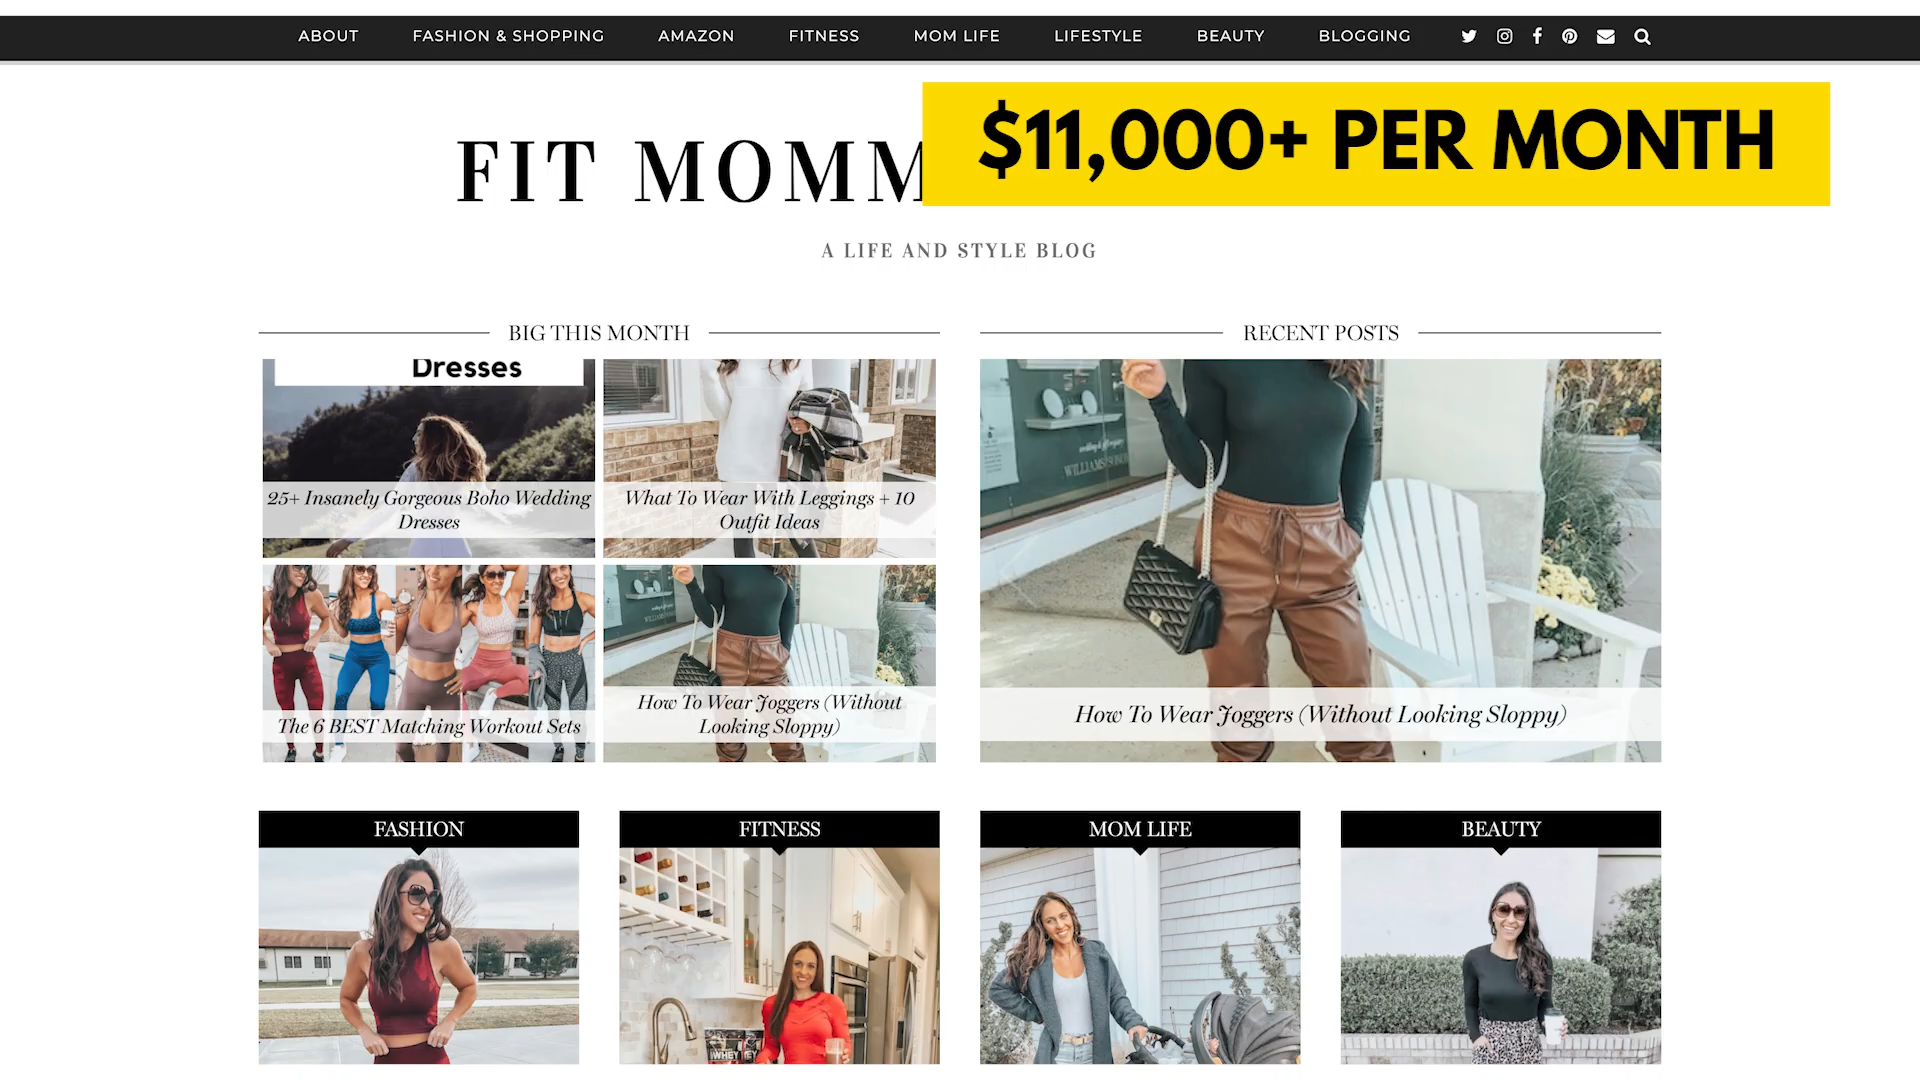 ABOUT FASHION & SHOPPING AMAZON FITNESS MOM LIFE LIFESTYLE BEAUTY BLOGGING
$11,000+ PER MONTH
FIT MOMM
A LIFE AND STYLE BLOG
BIG THIS MONTH
Dresses
25+ Insanely Gorgeous Boho Wedding
Dresses
What To Wear With Leggings + 10
Outfit Ideas
The 6 BEST Matching Workout Sets
How To Wear Joggers (Without
Looking Sloppy)
RECENT POSTS
WILLIAMS
How To Wear Joggers (Without Looking Sloppy)
FASHION
FITNESS
WHEY
MOM LIFE
BEAUTY